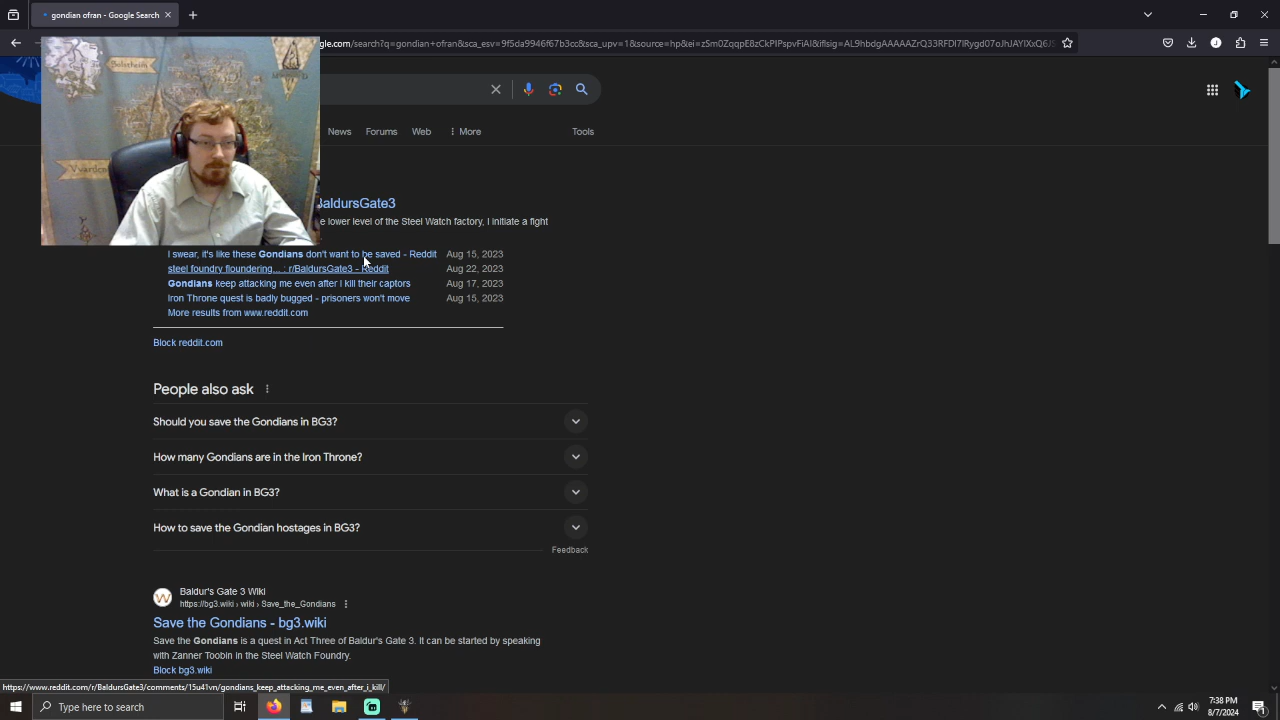 gondian ofran - Google Search
gle.com/search?q=gondian+ofran&sca_esv=9f5da9946f67b3cc&sca_upv=1&source=hp&ei=
Balstheim
Vvarden
News
Forums
Web
More
Tools
BaldursGate3
e lower level of the Steel Watch factory, I initiate a fight
I swear, it's like these Gondians don't want to be saved - Reddit Aug 15, 2023
steel foundry floundering... : r/BaldursGate3 - Reddit Aug 22, 2023
Gondians keep attacking me even after I kill their captors Aug 17, 2023
Iron Throne quest is badly bugged - prisoners won't move Aug 15, 2023
More results from www.reddit.com
Block reddit.com
People also ask
Should you save the Gondians in BG3?
How many Gondians are in the Iron Throne?
What is a Gondian in BG3?
How to save the Gondian hostages in BG3?
Feedback
Baldur's Gate 3 Wiki
https://bg3.wiki › wiki › Save_the_Gondians
Save the Gondians - bg3.wiki
Save the Gondians is a quest in Act Three of Baldur's Gate 3. It can be started by speaking
with Zanner Toobin in the Steel Watch Foundry.
Block bg3.wiki
https://www.reddit.com/r/BaldursGate3/comments/15u41vn/gondians_keep_attacking_me_even_after_i_kill/
Type here to search
7:38 PM
8/7/2024